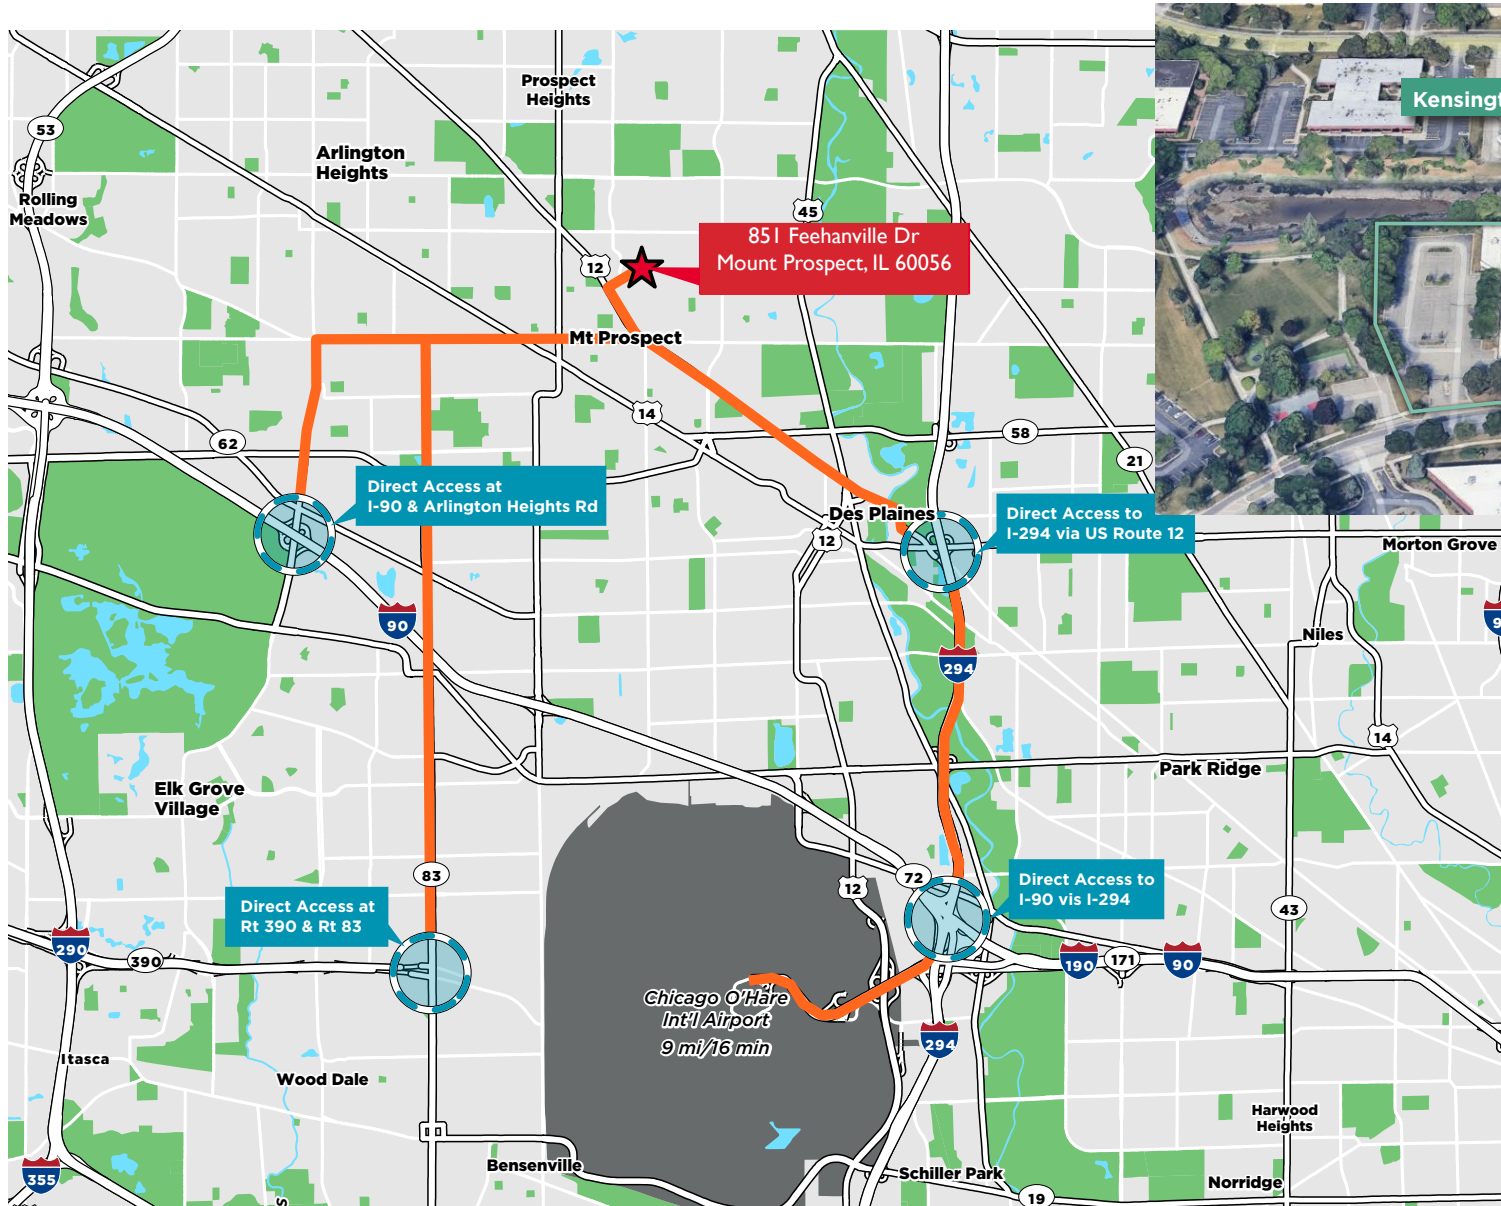 Prospect
Heights
Kensingt
53
Arlington
Heights
Rolling
Meadows
45
851 Feehanville Dr
Mount Prospect, IL 60056
12
Mt Prospect
14
62
58
21
Direct Access at
I-90 & Arlington Heights Rd
Des Plaines
Direct Access to
I-294 via US Route 12
12
Morton Grove
90
9
Niles
294
14
Park Ridge
Elk Grove
Village
83
72
12
Direct Access to
I-90 vis I-294
43
Direct Access at
Rt 390 & Rt 83
290
390
190
171
90
Chicago O'Hare
Int'l Airport
9 mi/16 min
294
Itasca
Wood Dale
Harwood
Heights
Bensenville
Schiller Park
355
Norridge
19
s